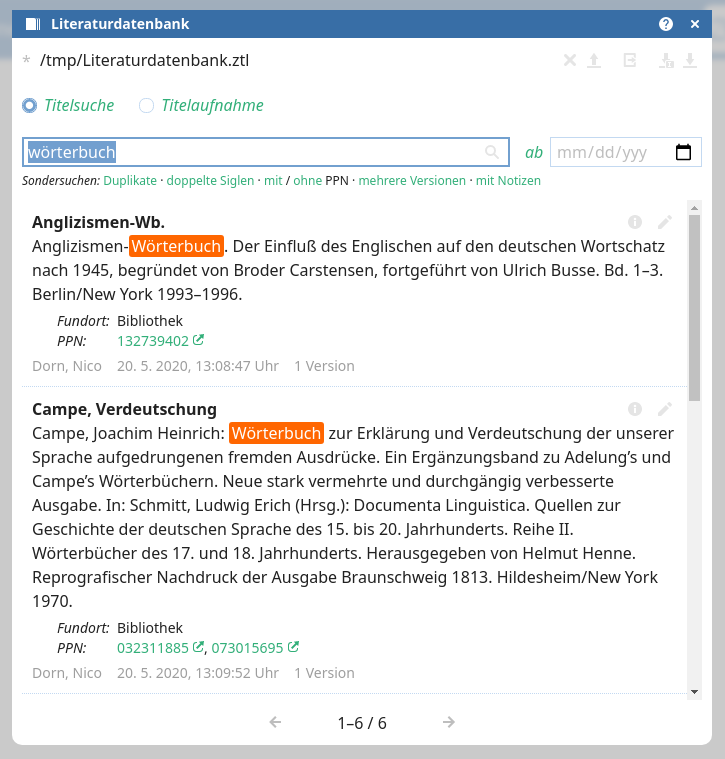 Literaturdatenbank
* /tmp/Literaturdatenbank.ztl
Titelsuche Titelaufnahme
wörterbuch ab mm/dd/yyy
Sondersuchen: Duplikate · doppelte Siglen · mit / ohne PPN · mehrere Versionen · mit Notizen
Anglizismen-Wb.
Anglizismen-Wörterbuch. Der Einfluß des Englischen auf den deutschen Wortschatz
nach 1945, begründet von Broder Carstensen, fortgeführt von Ulrich Busse. Bd. 1–3.
Berlin/New York 1993–1996.
Fundort: Bibliothek
PPN: 132739402
Dorn, Nico 20. 5. 2020, 13:08:47 Uhr 1 Version
Campe, Verdeutschung
Campe, Joachim Heinrich: Wörterbuch zur Erklärung und Verdeutschung der unserer
Sprache aufgedrungenen fremden Ausdrücke. Ein Ergänzungsband zu Adelung’s und
Campe’s Wörterbüchern. Neue stark vermehrte und durchgängig verbesserte
Ausgabe. In: Schmitt, Ludwig Erich (Hrsg.): Documenta Linguistica. Quellen zur
Geschichte der deutschen Sprache des 15. bis 20. Jahrhunderts. Reihe II.
Wörterbücher des 17. und 18. Jahrhunderts. Herausgegeben von Helmut Henne.
Reprografischer Nachdruck der Ausgabe Braunschweig 1813. Hildesheim/New York
1970.
Fundort: Bibliothek
PPN: 032311885, 073015695
Dorn, Nico 20. 5. 2020, 13:09:52 Uhr 1 Version
1–6 / 6